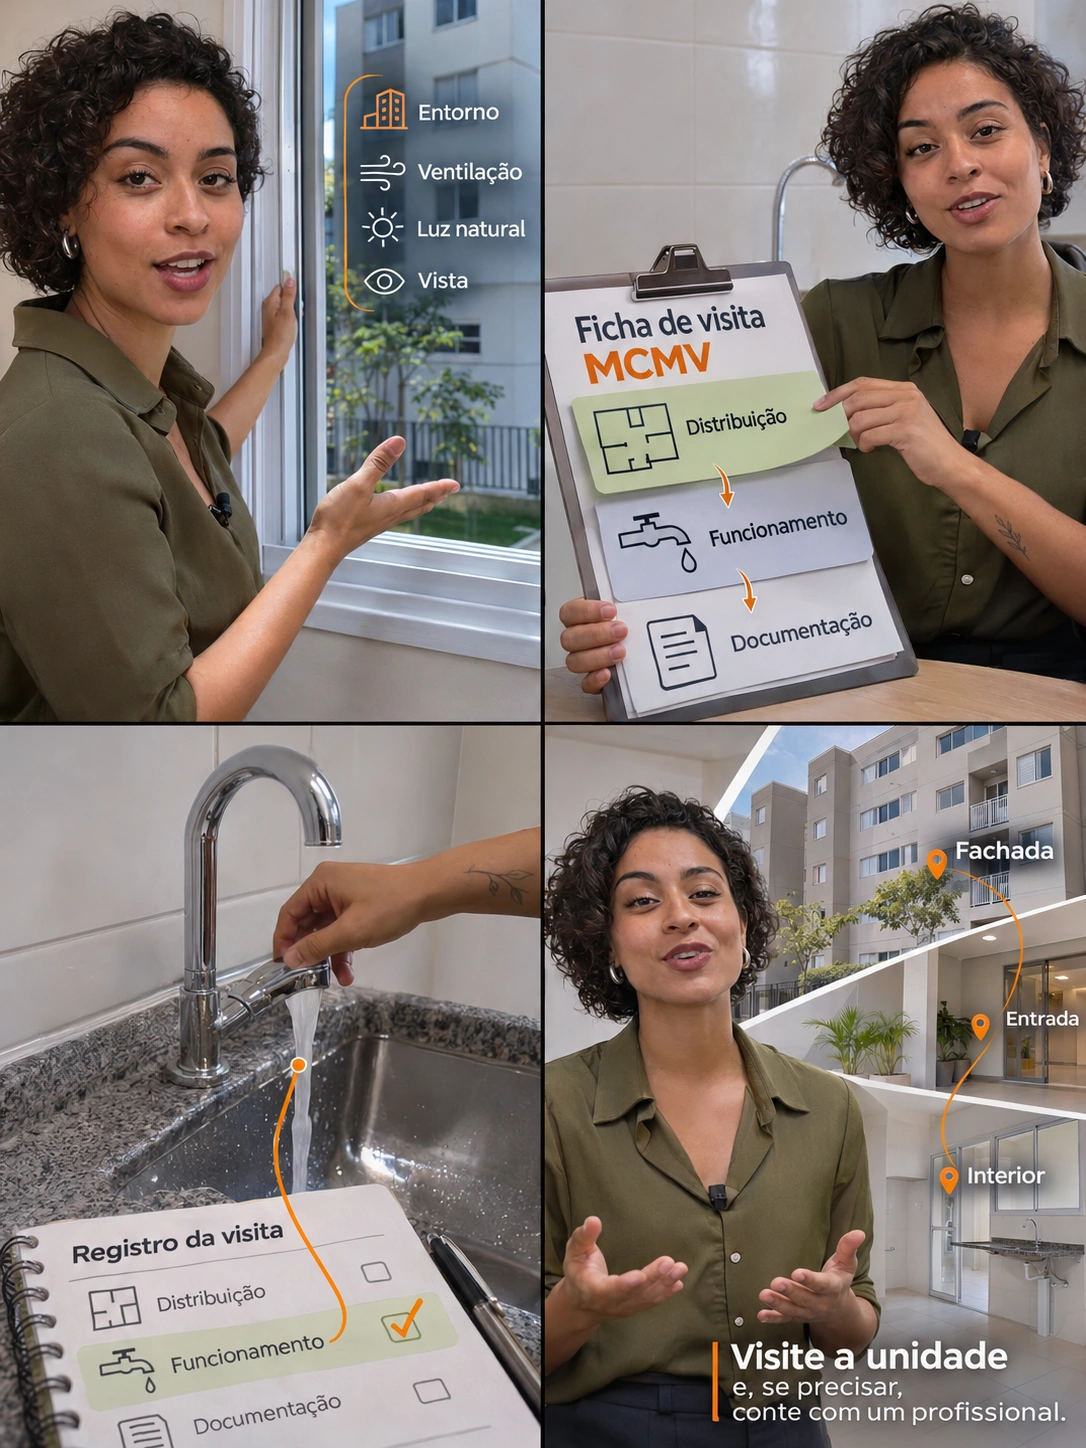 Entorno
Ventilação
Luz natural
Vista
Ficha de visita
MCMV
Distribuição
Funcionamento
Documentação
Registro da visita
Distribuição
Funcionamento
Documentação
Fachada
Entrada
Interior
Visite a unidade
e, se precisar,
conte com um profissional.